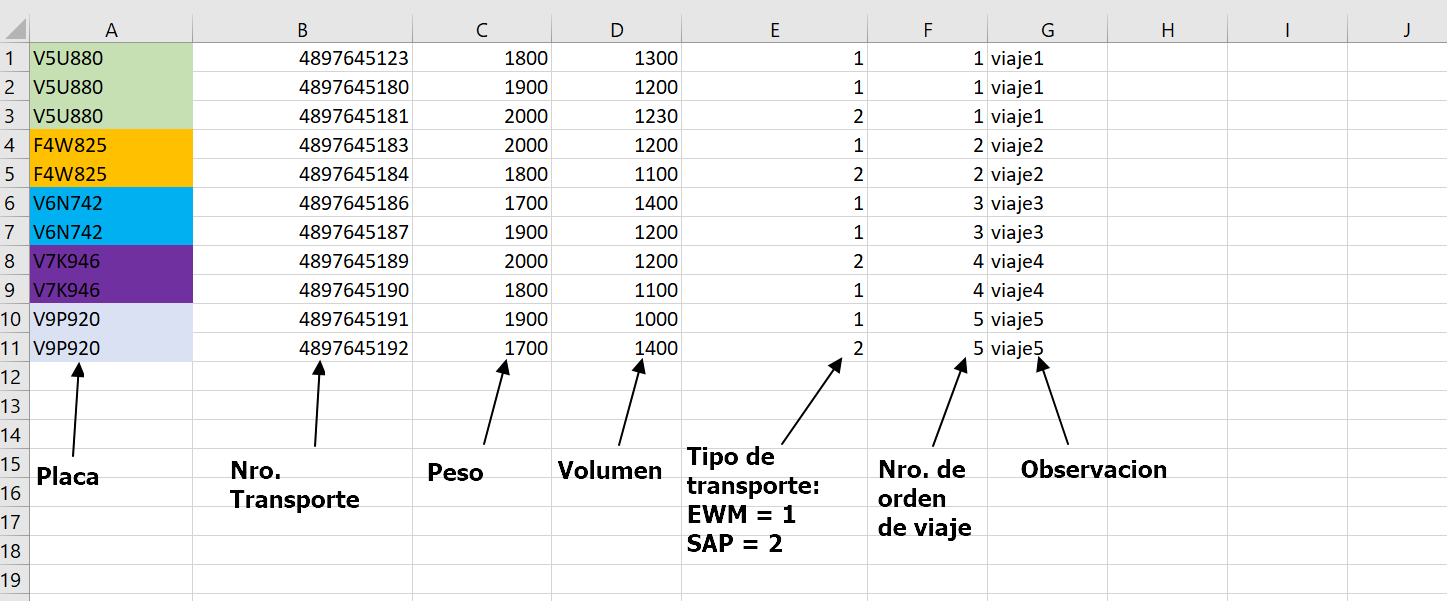 A B C D E F G H I J
1 V5U880 4897645123 1800 1300 1 1 viaje1
2 V5U880 4897645180 1900 1200 1 1 viaje1
3 V5U880 4897645181 2000 1230 2 1 viaje1
4 F4W825 4897645183 2000 1200 1 2 viaje2
5 F4W825 4897645184 1800 1100 2 2 viaje2
6 V6N742 4897645186 1700 1400 1 3 viaje3
7 V6N742 4897645187 1900 1200 1 3 viaje3
8 V7K946 4897645189 2000 1200 2 4 viaje4
9 V7K946 4897645190 1800 1100 1 4 viaje4
10 V9P920 4897645191 1900 1000 1 5 viaje5
11 V9P920 4897645192 1700 1400 2 5 viaje5
12
13
14
15
16
17
18
19
Placa
Nro.
Transporte
Peso
Volumen
Tipo de
transporte:
EWM = 1
SAP = 2
Nro. de
orden
de viaje
Observacion